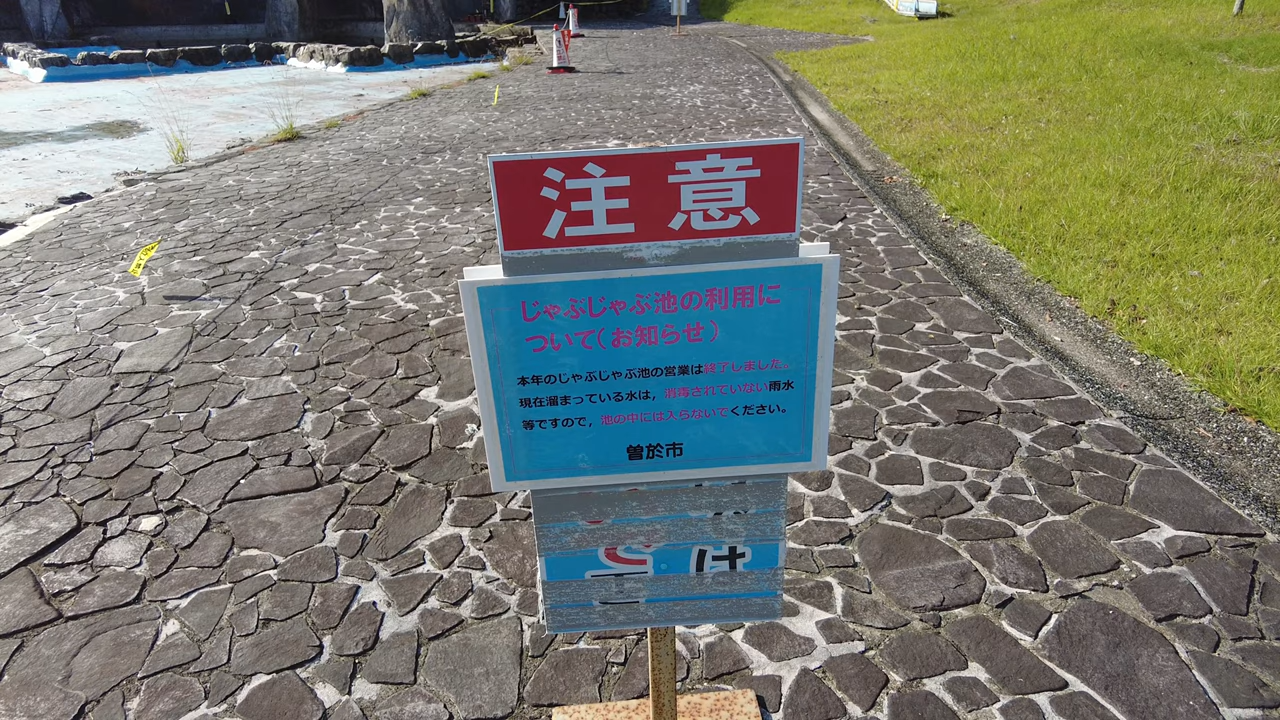 注意
じゃぶじゃぶ池の利用に
ついて(お知らせ)
本年のじゃぶじゃぶ池の営業は終了しました。
現在溜まっている水は，消毒されていない雨水
等ですので，池の中には入らないでください。
曽於市
は